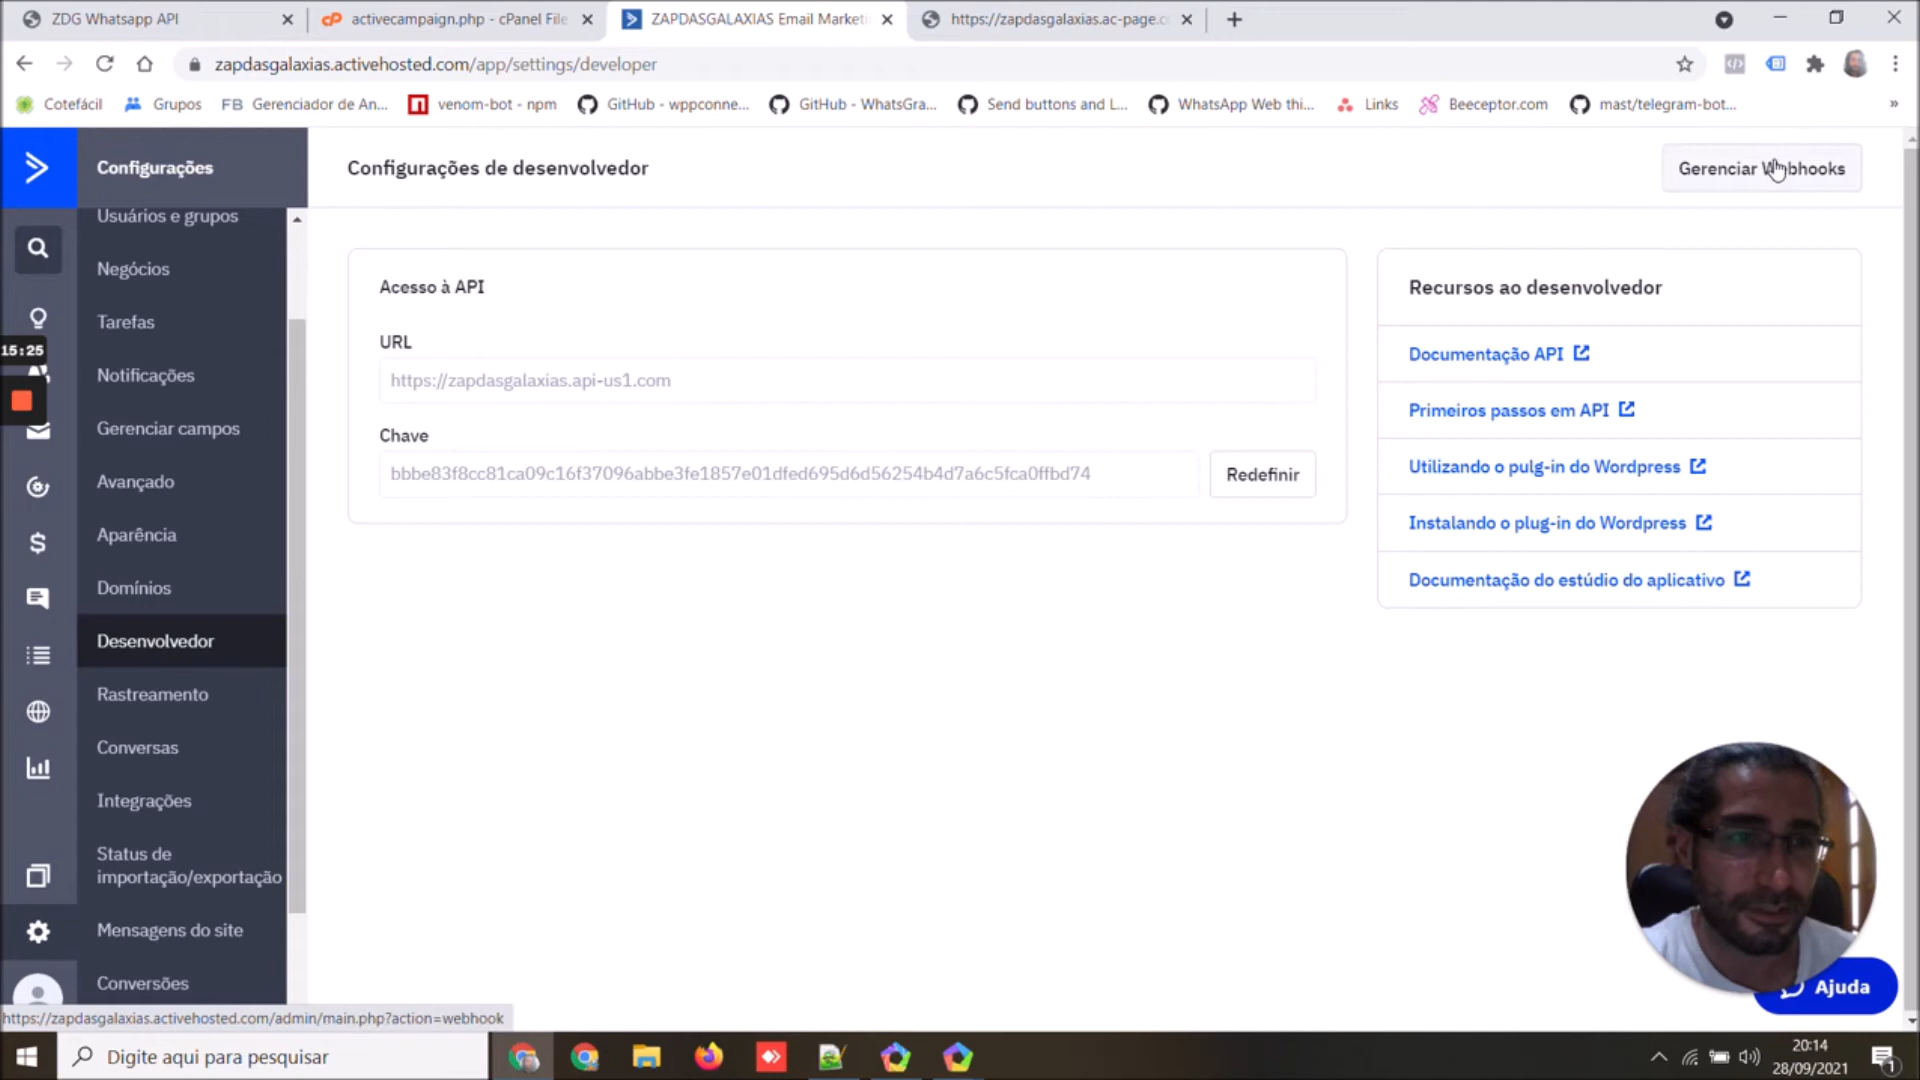 ZDG Whatsapp API
activecampaign.php - cPanel File
ZAPDASGALAXIAS Email Marketi
https://zapdasgalaxias.ac-page.c
zapdasgalaxias.activehosted.com/app/settings/developer
Cotefácil
Grupos
FB Gerenciador de An...
venom-bot - npm
GitHub - wppconne...
GitHub - WhatsGra...
Send buttons and L...
WhatsApp Web thi...
Links
Beeceptor.com
mast/telegram-bot...
»
Configurações
Configurações de desenvolvedor
Gerenciar Webhooks
Usuários e grupos
Negócios
Tarefas
Notificações
Gerenciar campos
Avançado
Aparência
Domínios
Desenvolvedor
Rastreamento
Conversas
Integrações
Status de
importação/exportação
Mensagens do site
Conversões
15:25
Acesso à API
URL
https://zapdasgalaxias.api-us1.com
Chave
bbbe83f8cc81ca09c16f37096abbe3fe1857e01dfed695d6d56254b4d7a6c5fca0ffbd74
Redefinir
Recursos ao desenvolvedor
Documentação API
Primeiros passos em API
Utilizando o pulg-in do Wordpress
Instalando o plug-in do Wordpress
Documentação do estúdio do aplicativo
Ajuda
https://zapdasgalaxias.activehosted.com/admin/main.php?action=webhook
Digite aqui para pesquisar
20:14
28/09/2021
1